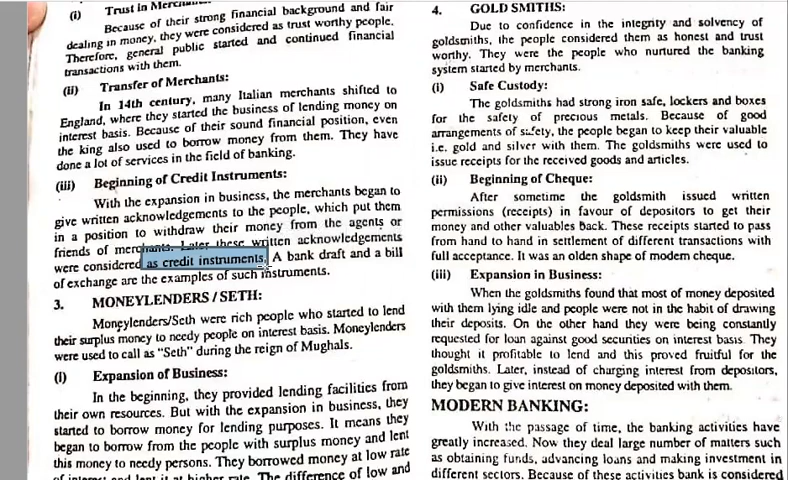 (i) Trust in Merchants:
Because of their strong financial background and fair
dealing in money, they were considered as trust worthy people.
Therefore, general public started and continued financial
transactions with them.
(ii) Transfer of Merchants:
In 14th century, many Italian merchants shifted to
England, where they started the business of lending money on
interest basis. Because of their sound financial position, even
the king also used to borrow money from them. They have
done a lot of services in the field of banking.
(iii) Beginning of Credit Instruments:
With the expansion in business, the merchants began to
give written acknowledgements to the people, which put them
in a position to withdraw their money from the agents or
friends of merchants. Later these written acknowledgements
were considered as credit instruments. A bank draft and a bill
of exchange are the examples of such instruments.
3. MONEYLENDERS / SETH:
Moneylenders/Seth were rich people who started to lend
their surplus money to needy people on interest basis. Moneylenders
were used to call as "Seth" during the reign of Mughals.
(i) Expansion of Business:
In the beginning, they provided lending facilities from
their own resources. But with the expansion in business, they
started to borrow money for lending purposes. It means they
began to borrow from the people with surplus money and lent
this money to needy persons. They borrowed money at low rate
of interest and lent it at higher rate. The difference of low and
4. GOLD SMITHS:
Due to confidence in the integrity and solvency of
goldsmiths, the people considered them as honest and trust
worthy. They were the people who nurtured the banking
system started by merchants.
(i) Safe Custody:
The goldsmiths had strong iron safe, lockers and boxes
for the safety of precious metals. Because of good
arrangements of safety, the people began to keep their valuable
i.e. gold and silver with them. The goldsmiths were used to
issue receipts for the received goods and articles.
(ii) Beginning of Cheque:
After sometime the goldsmith issued written
permissions (receipts) in favour of depositors to get their
money and other valuables back. These receipts started to pass
from hand to hand in settlement of different transactions with
full acceptance. It was an olden shape of modern cheque.
(iii) Expansion in Business:
When the goldsmiths found that most of money deposited
with them lying idle and people were not in the habit of drawing
their deposits. On the other hand they were being constantly
requested for loan against good securities on interest basis. They
thought it profitable to lend and this proved fruitful for the
goldsmiths. Later, instead of charging interest from depositors,
they began to give interest on money deposited with them.
MODERN BANKING:
With the passage of time, the banking activities have
greatly increased. Now they deal large number of matters such
as obtaining funds, advancing loans and making investment in
different sectors. Because of these activities bank is considered